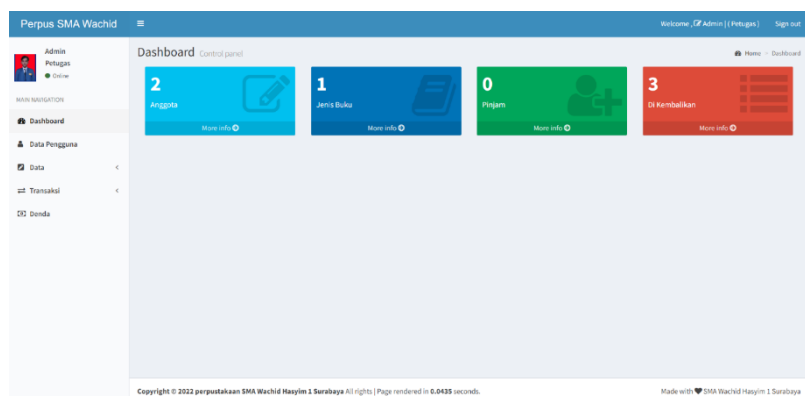 Perpus SMA Wachid
Welcome , Admin | ( Petugas ) Sign out
Admin
Petugas
Online
MAIN NAVIGATION
Dashboard
Data Pengguna
Data
Transaksi
Denda
Dashboard Control panel
Home > Dashboard
2
Anggota
More info
1
Jenis Buku
More info
0
Pinjam
More info
3
Di Kembalikan
More info
Copyright © 2022 perpustakaan SMA Wachid Hasyim 1 Surabaya All rights | Page rendered in 0.0435 seconds.
Made with ♥ SMA Wachid Hasyim 1 Surabaya